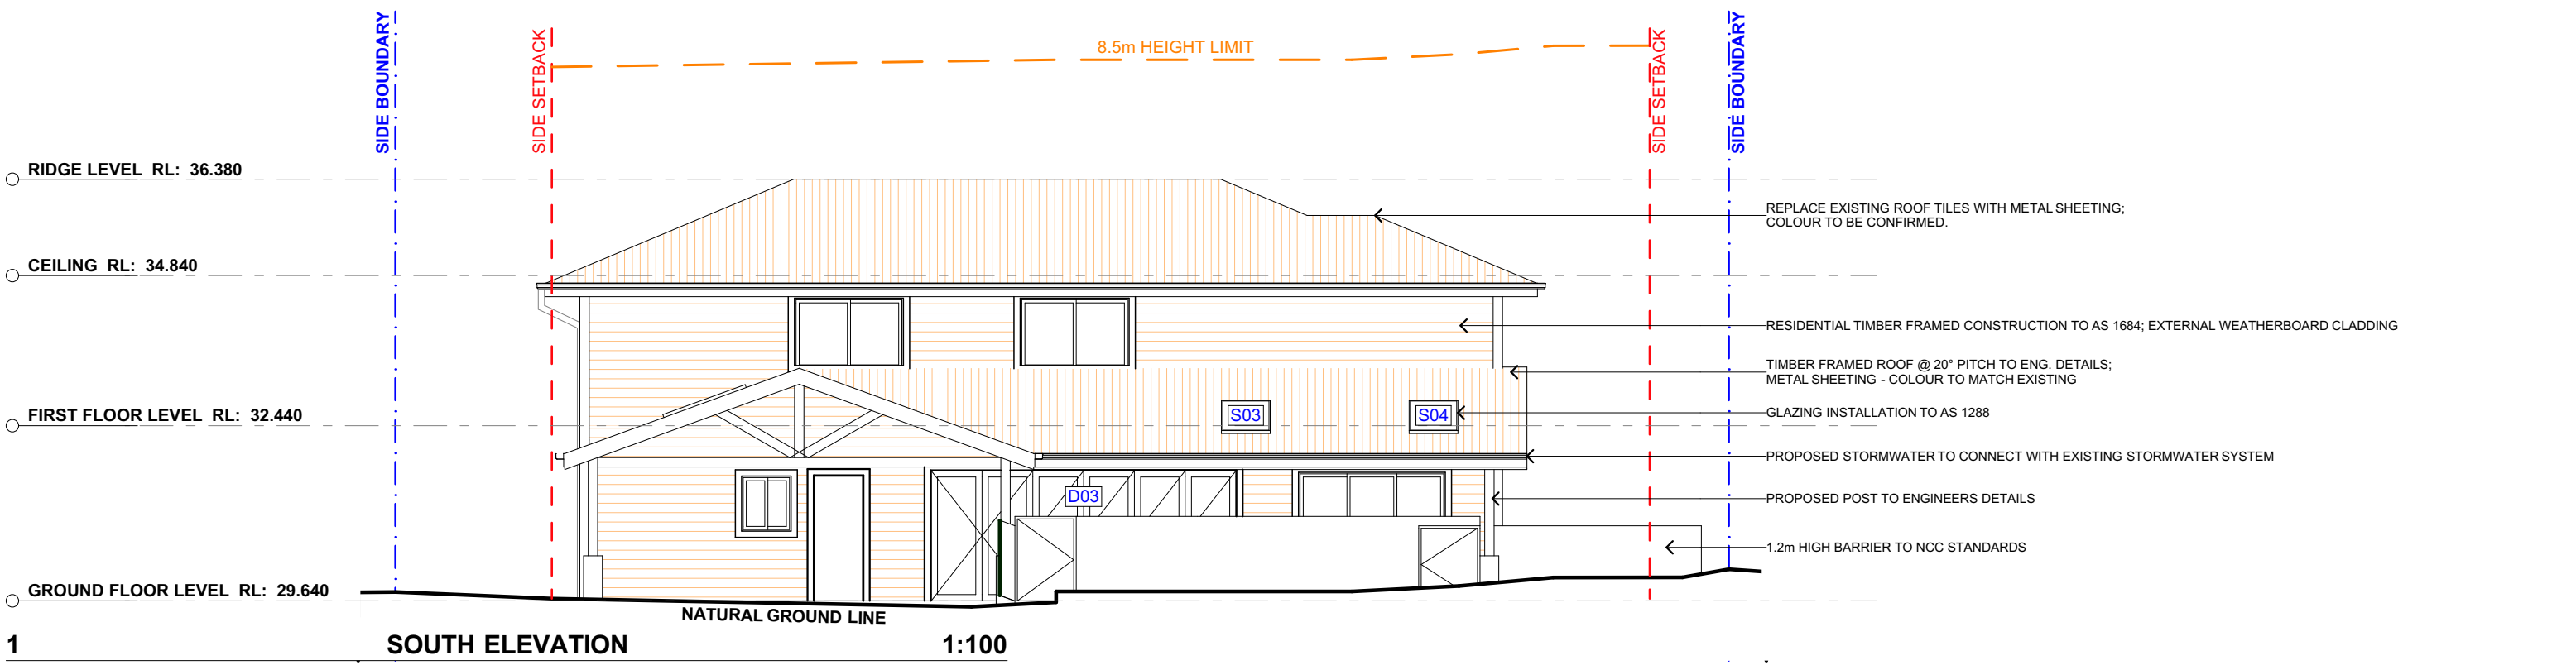 SIDE BOUNDARY
SIDE SETBACK
8.5m HEIGHT LIMIT
SIDE SETBACK
SIDE BOUNDARY
RIDGE LEVEL RL: 36.380
REPLACE EXISTING ROOF TILES WITH METAL SHEETING;
COLOUR TO BE CONFIRMED.
CEILING RL: 34.840
RESIDENTIAL TIMBER FRAMED CONSTRUCTION TO AS 1684; EXTERNAL WEATHERBOARD CLADDING
TIMBER FRAMED ROOF @ 20° PITCH TO ENG. DETAILS;
METAL SHEETING - COLOUR TO MATCH EXISTING
FIRST FLOOR LEVEL RL: 32.440
S03
S04
GLAZING INSTALLATION TO AS 1288
PROPOSED STORMWATER TO CONNECT WITH EXISTING STORMWATER SYSTEM
D03
PROPOSED POST TO ENGINEERS DETAILS
1.2m HIGH BARRIER TO NCC STANDARDS
GROUND FLOOR LEVEL RL: 29.640
NATURAL GROUND LINE
1 SOUTH ELEVATION 1:100